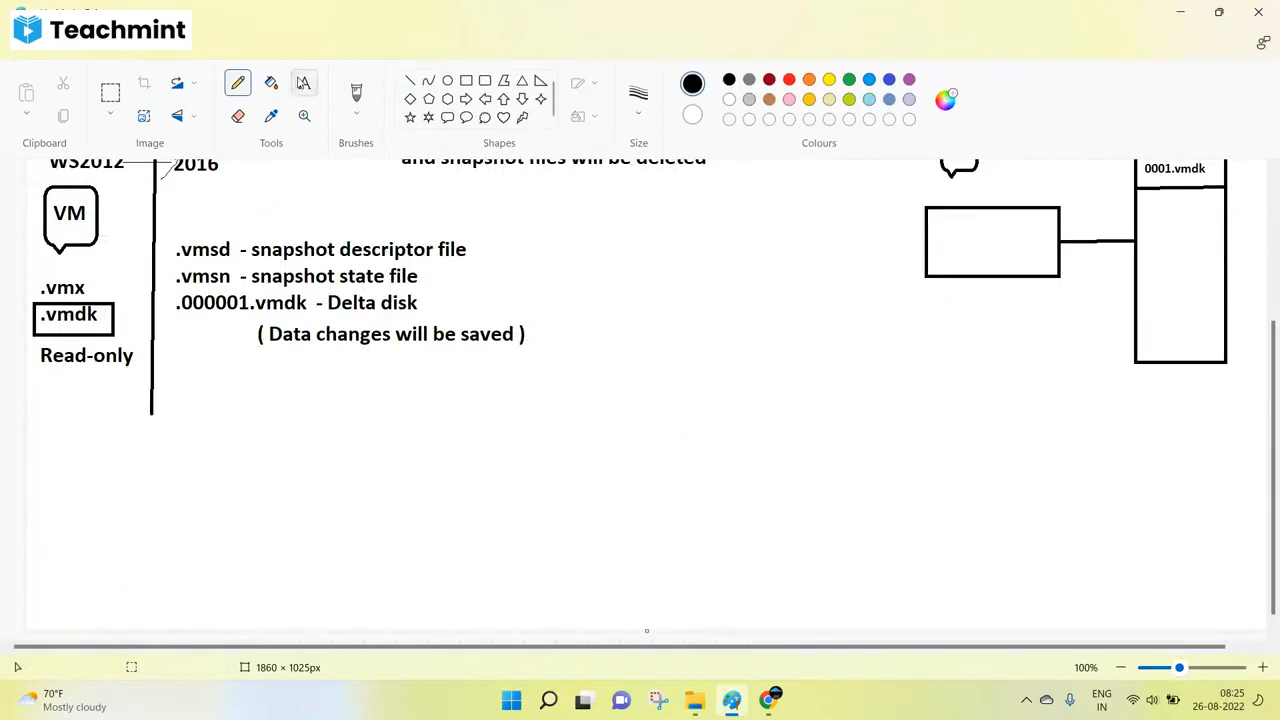 Teachmint
Clipboard
Image
Tools
Brushes
Shapes
Size
Colours
WS2012
2016
and snapshot files will be deleted
0001.vmdk
VM
.vmsd - snapshot descriptor file
.vmsn - snapshot state file
.000001.vmdk - Delta disk
( Data changes will be saved )
.vmx
.vmdk
Read-only
1860 × 1025px
100%
70°F
Mostly cloudy
ENG
IN
08:25
26-08-2022